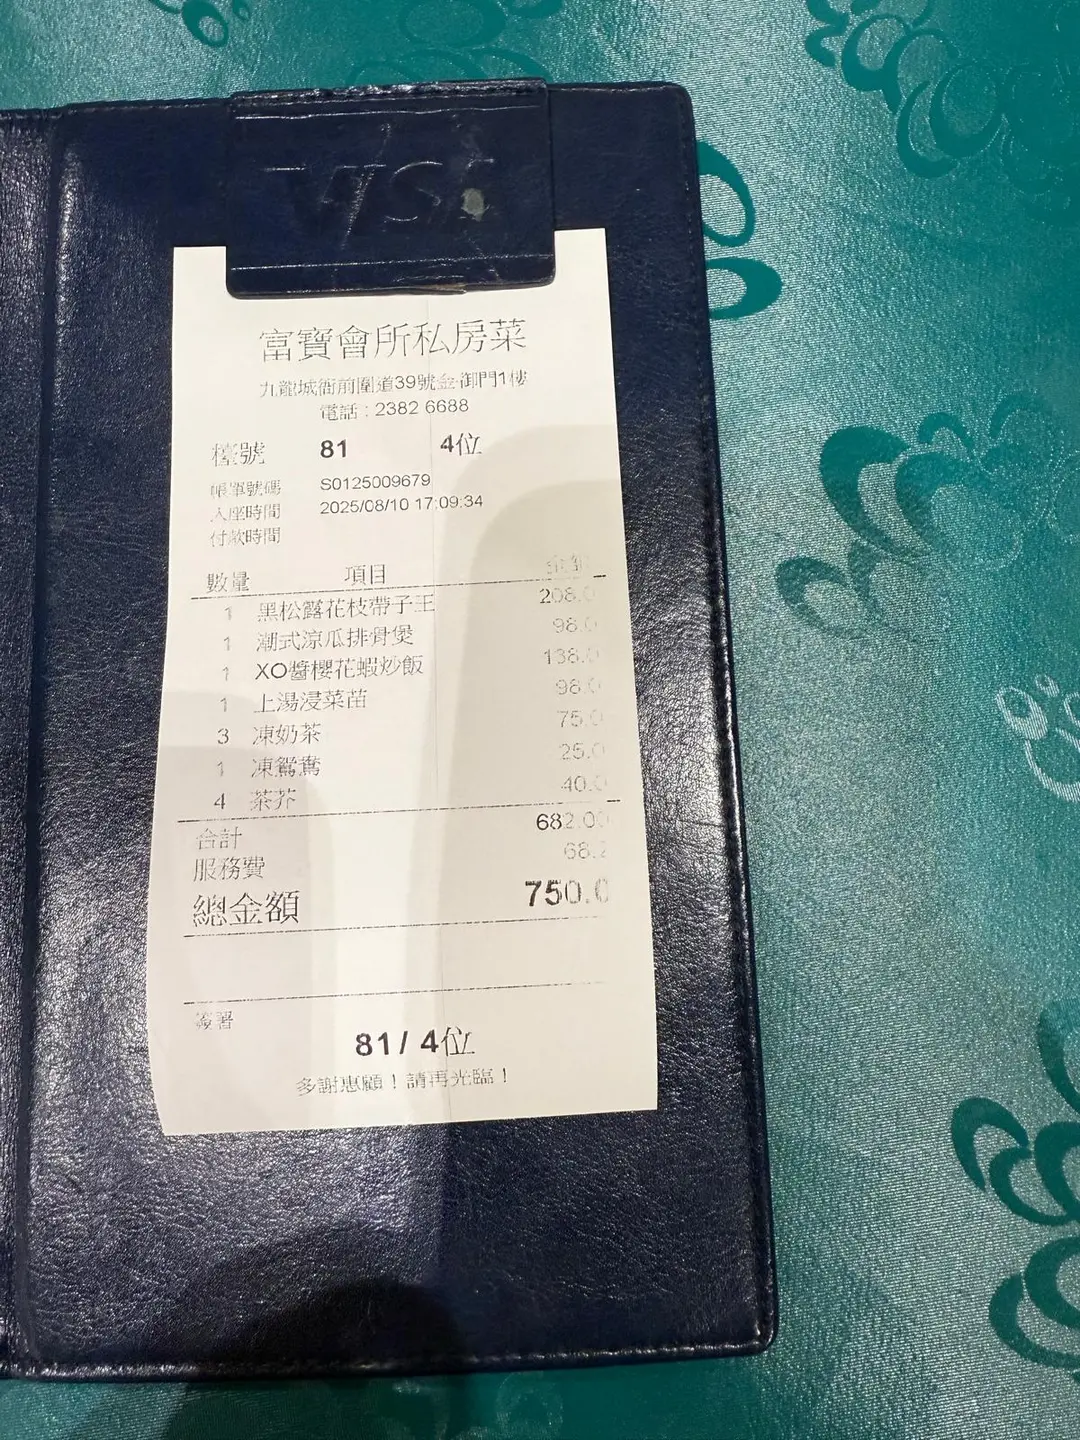 VISA
富寶會所私房菜
九龍城衙前圍道39號金御門1樓
電話：2382 6688
檯號 81 4位
帳單號碼 S0125009679
入座時間 2025/08/10 17:09:34
付款時間
數量 項目 金額
1 黑松露花枝帶子王 208.0
1 潮式涼瓜排骨煲 98.0
1 XO醬櫻花蝦炒飯 138.0
1 上湯浸菜苗 98.0
3 凍奶茶 75.0
1 凍鴛鴦 25.0
4 茶芥 40.0
合計 682.00
服務費 68.2
總金額 750.0
簽署
81 / 4位
多謝惠顧！請再光臨！